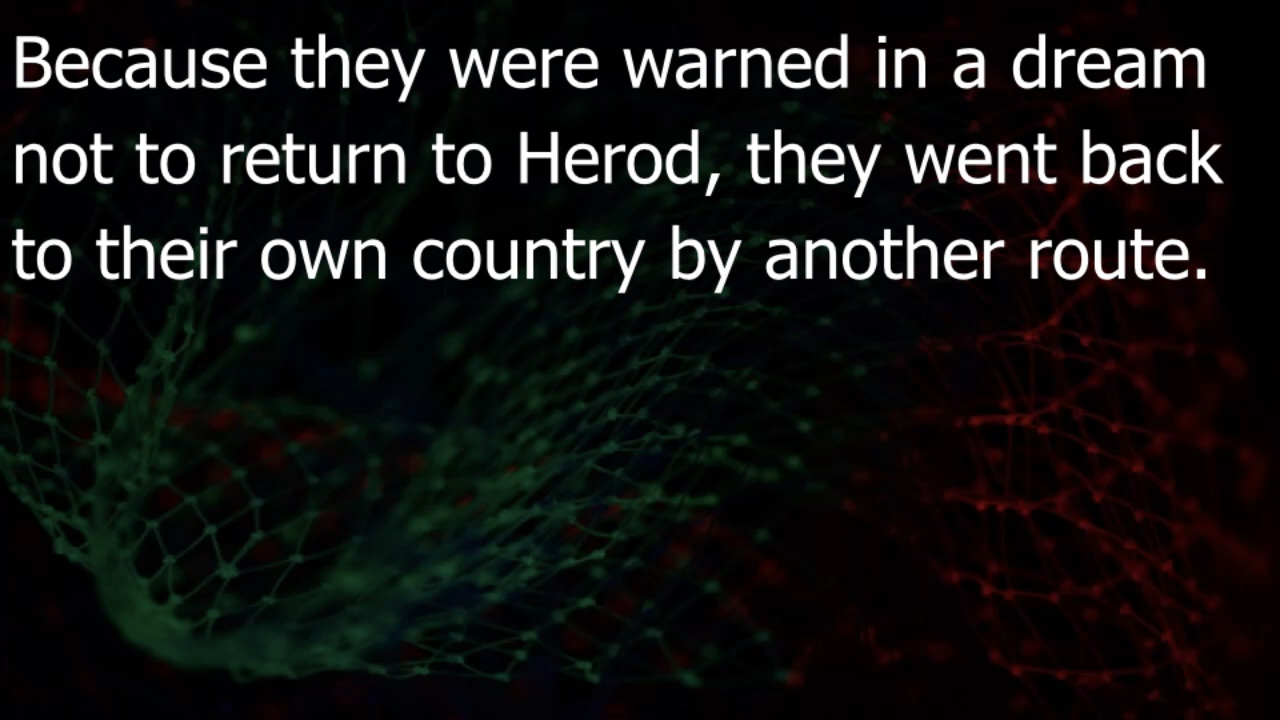 Because they were warned in a dream
not to return to Herod, they went back
to their own country by another route.